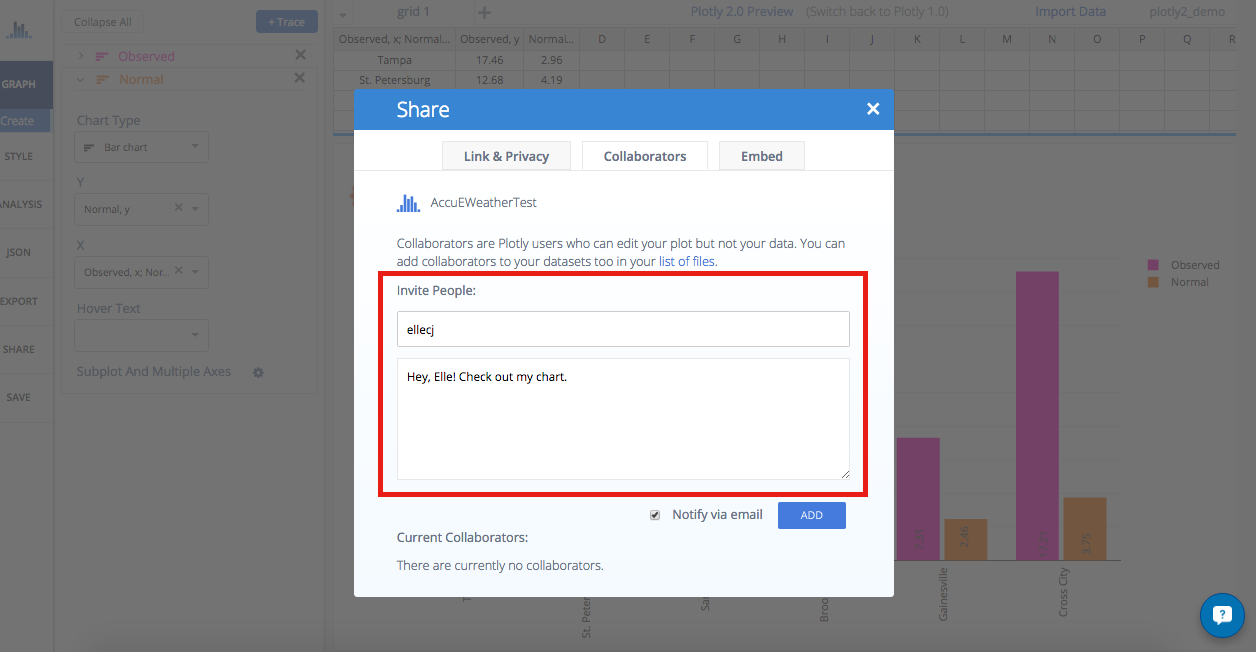 Collapse All
+ Trace
grid 1
Plotly 2.0 Preview (Switch back to Plotly 1.0)
Import Data
plotly2_demo
Observed, x; Normal... Observed, y Normal... D E F G H I J K L M N O P Q R
Tampa 17.46 2.96
St. Petersburg 12.68 4.19
Observed
Normal
GRAPH
Create
STYLE
ANALYSIS
JSON
EXPORT
SHARE
SAVE
Chart Type
Bar chart
Y
Normal, y
X
Observed, x; Nor...
Hover Text
Subplot And Multiple Axes
Share
Link & Privacy
Collaborators
Embed
AccuEWeatherTest
Collaborators are Plotly users who can edit your plot but not your data. You can
add collaborators to your datasets too in your list of files.
Invite People:
ellecj
Hey, Elle! Check out my chart.
Notify via email
ADD
Current Collaborators:
There are currently no collaborators.
Observed
Normal
2.46
3.75
T
St. Peter
Sa
Broo
Gainesville
Cross City